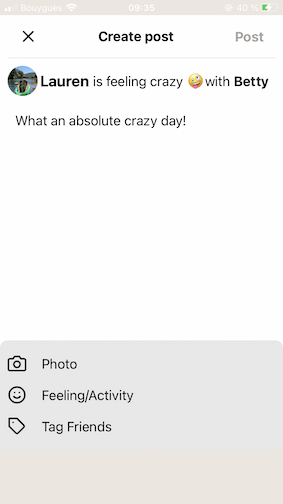 Bouygues 09:35 40 %
Create post Post
Lauren is feeling crazy 🤪 with Betty
What an absolute crazy day!
Photo
Feeling/Activity
Tag Friends